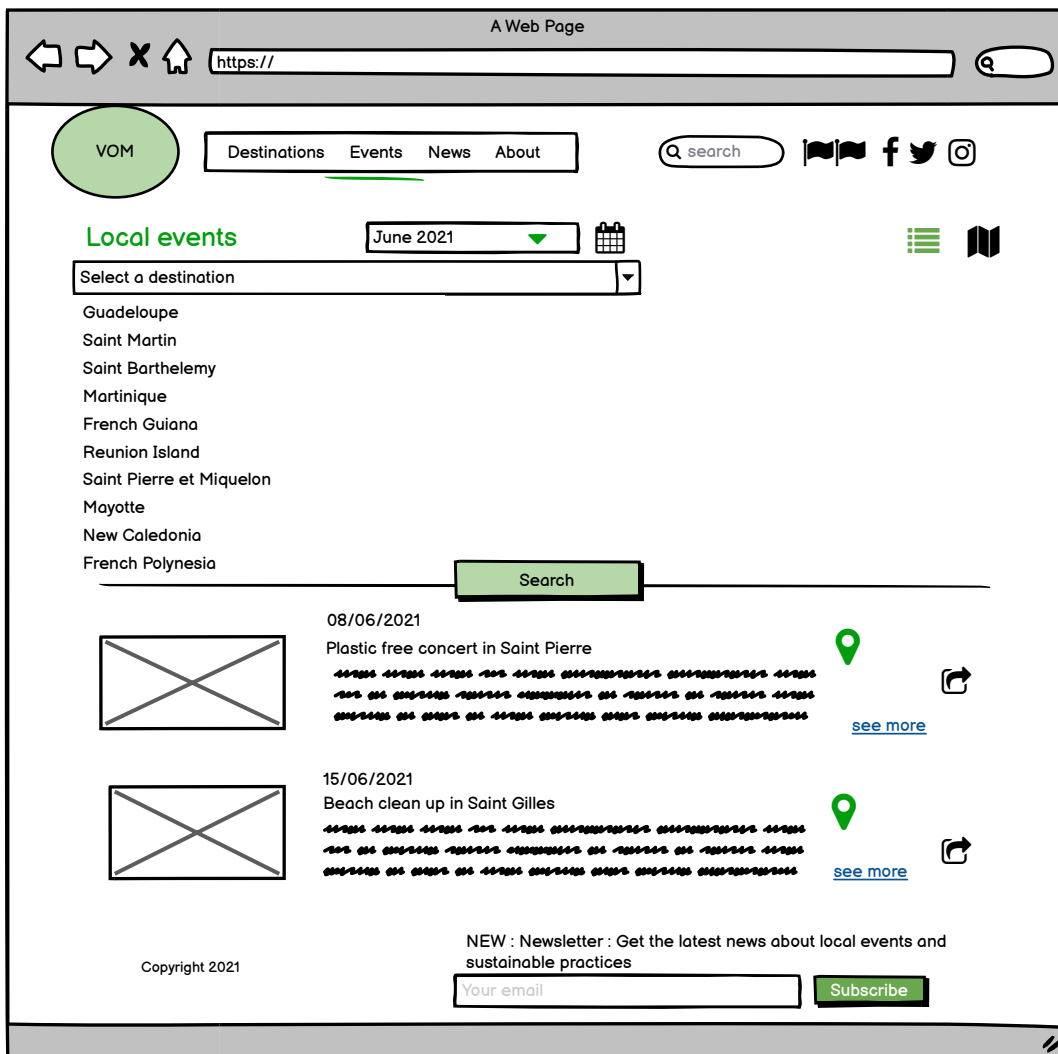 A Web Page
https://
VOM
Destinations Events News About
search
Local events
June 2021
Select a destination
Guadeloupe
Saint Martin
Saint Barthelemy
Martinique
French Guiana
Reunion Island
Saint Pierre et Miquelon
Mayotte
New Caledonia
French Polynesia
Search
08/06/2021
Plastic free concert in Saint Pierre
see more
15/06/2021
Beach clean up in Saint Gilles
see more
NEW : Newsletter : Get the latest news about local events and
sustainable practices
Copyright 2021
Your email
Subscribe